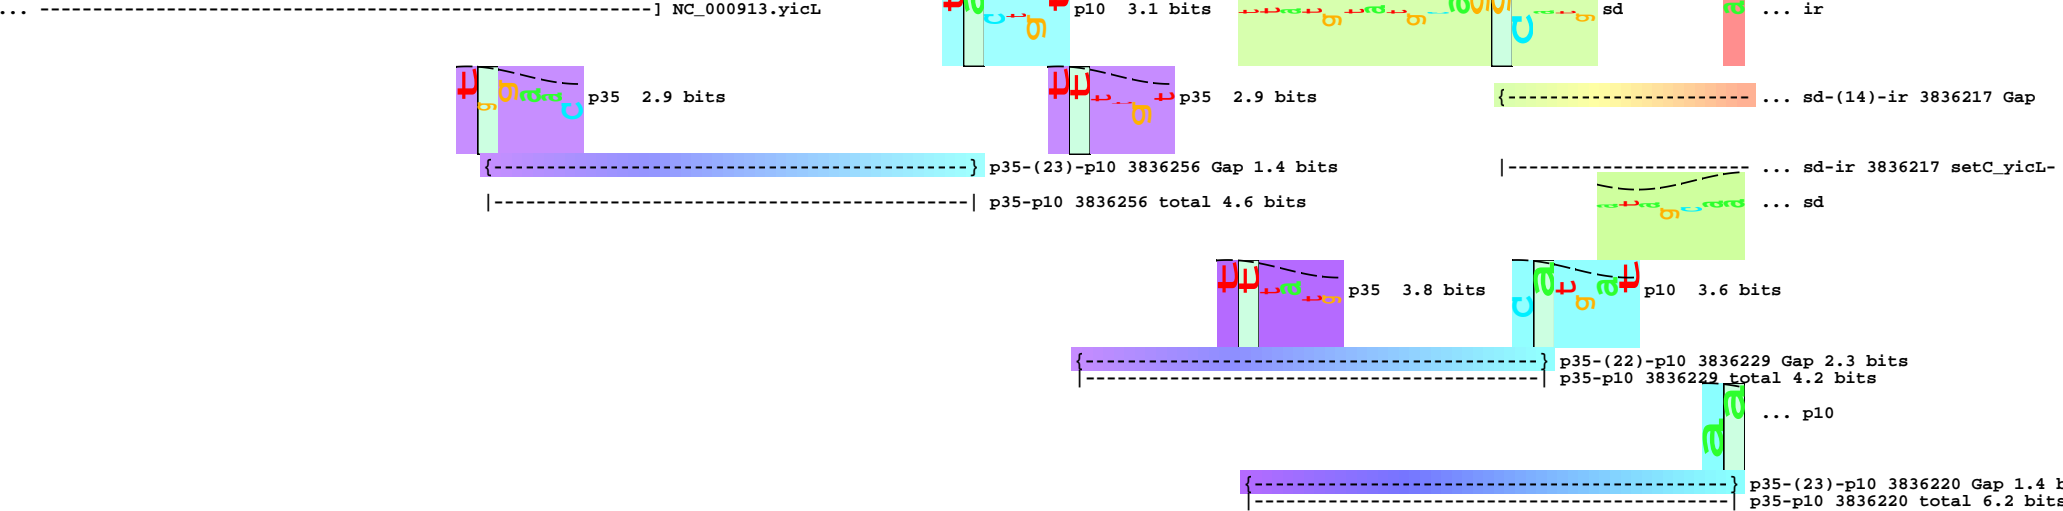 ... -----------------------------------------------------------] NC_000913.yicL
p10 3.1 bits
sd
... ir
p35 2.9 bits
p35 2.9 bits
{------------------------ ... sd-(14)-ir 3836217 Gap
{-----------------------------------------------} p35-(23)-p10 3836256 Gap 1.4 bits
|------------------------ ... sd-ir 3836217 setC_yicL-
|-----------------------------------------------| p35-p10 3836256 total 4.6 bits
... sd
p35 3.8 bits
p10 3.6 bits
{---------------------------------------------} p35-(22)-p10 3836229 Gap 2.3 bits
|---------------------------------------------| p35-p10 3836229 total 4.2 bits
... p10
{-----------------------------------------------} p35-(23)-p10 3836220 Gap 1.4 b
|-----------------------------------------------| p35-p10 3836220 total 6.2 bits